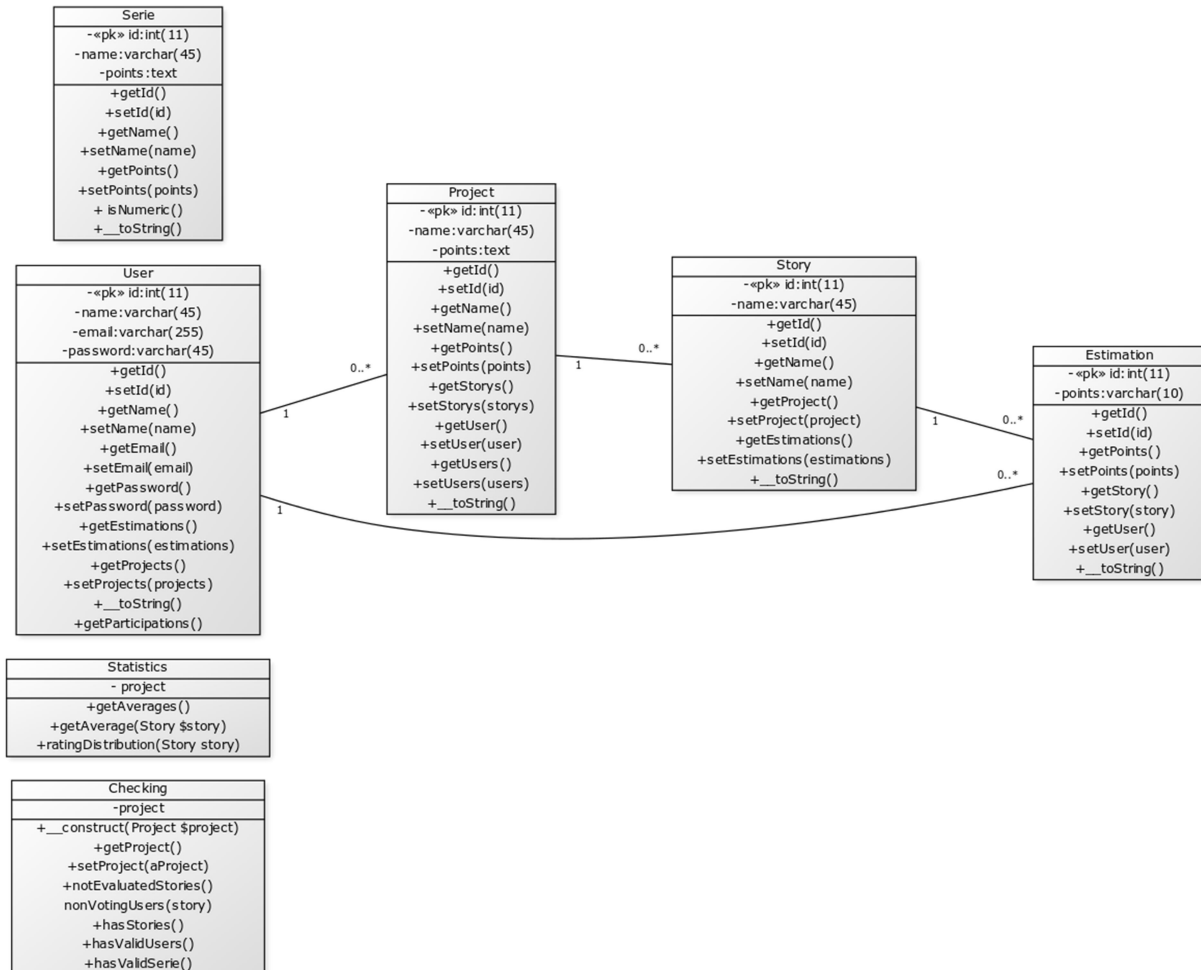 Serie
-«pk» id:int(11)
-name:varchar(45)
-points:text
+getId()
+setId(id)
+getName()
+setName(name)
+getPoints()
+setPoints(points)
+ isNumeric()
+__toString()
User
-«pk» id:int(11)
-name:varchar(45)
-email:varchar(255)
-password:varchar(45)
+getId()
+setId(id)
+getName()
+setName(name)
+getEmail()
+setEmail(email)
+getPassword()
+setPassword(password)
+getEstimations()
+setEstimations(estimations)
+getProjects()
+setProjects(projects)
+__toString()
+getParticipations()
1
0..*
1
0..*
Project
-«pk» id:int(11)
-name:varchar(45)
-points:text
+getId()
+setId(id)
+getName()
+setName(name)
+getPoints()
+setPoints(points)
+getStorys()
+setStorys(storys)
+getUser()
+setUser(user)
+getUsers()
+setUsers(users)
+__toString()
1
0..*
Story
-«pk» id:int(11)
-name:varchar(45)
+getId()
+setId(id)
+getName()
+setName(name)
+getProject()
+setProject(project)
+getEstimations()
+setEstimations(estimations)
+__toString()
1
0..*
Estimation
-«pk» id:int(11)
-points:varchar(10)
+getId()
+setId(id)
+getPoints()
+setPoints(points)
+getStory()
+setStory(story)
+getUser()
+setUser(user)
+__toString()
Statistics
- project
+getAverages()
+getAverage(Story $story)
+ratingDistribution(Story story)
Checking
-project
+__construct(Project $project)
+getProject()
+setProject(aProject)
+notEvaluatedStories()
nonVotingUsers(story)
+hasStories()
+hasValidUsers()
+hasValidSerie()